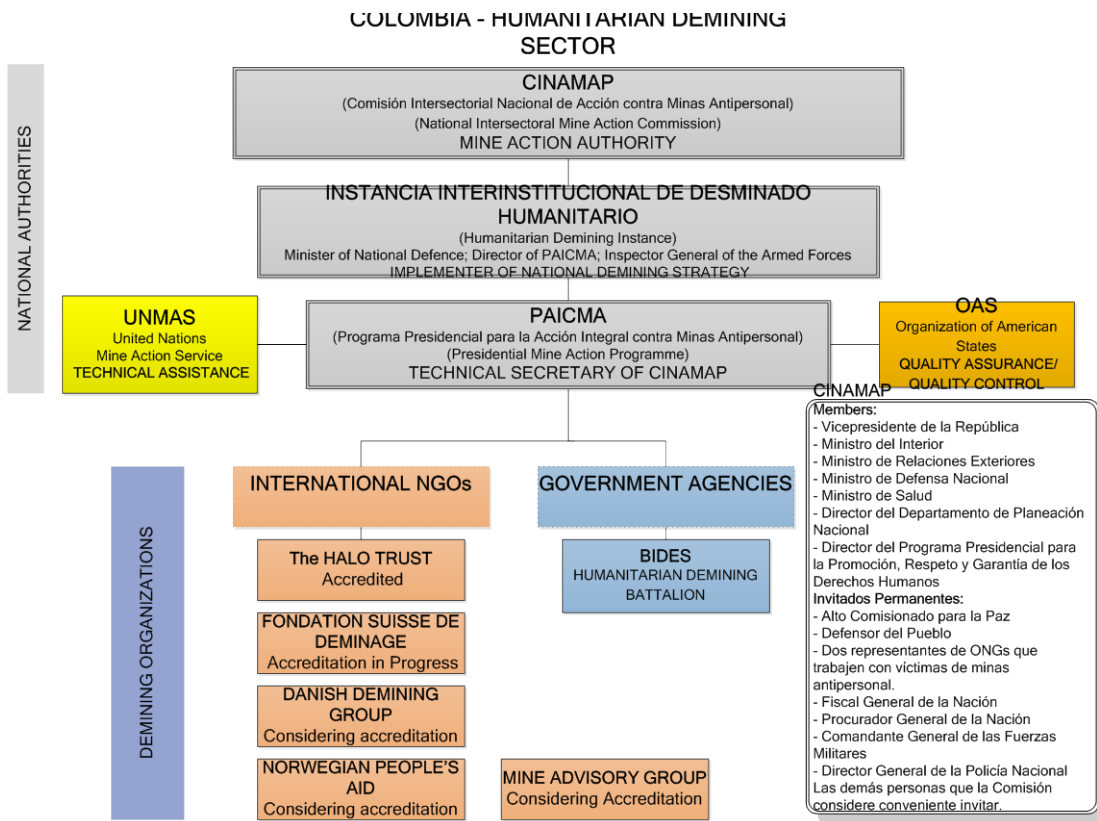 COLOMBIA - HUMANITARIAN DEMINING
SECTOR
NATIONAL AUTHORITIES
CINAMAP
(Comisión Intersectorial Nacional de Acción contra Minas Antipersonal)
(National Intersectoral Mine Action Commission)
MINE ACTION AUTHORITY
INSTANCIA INTERINSTITUCIONAL DE DESMINADO
HUMANITARIO
(Humanitarian Demining Instance)
Minister of National Defence; Director of PAICMA; Inspector General of the Armed Forces
IMPLEMENTER OF NATIONAL DEMINING STRATEGY
UNMAS
United Nations
Mine Action Service
TECHNICAL ASSISTANCE
PAICMA
(Programa Presidencial para la Acción Integral contra Minas Antipersonal)
(Presidential Mine Action Programme)
TECHNICAL SECRETARY OF CINAMAP
OAS
Organization of American
States
QUALITY ASSURANCE/
QUALITY CONTROL
CINAMAP
Members:
- Vicepresidente de la República
- Ministro del Interior
- Ministro de Relaciones Exteriores
- Ministro de Defensa Nacional
- Ministro de Salud
- Director del Departamento de Planeación
Nacional
- Director del Programa Presidencial para
la Promoción, Respeto y Garantía de los
Derechos Humanos
Invitados Permanentes:
- Alto Comisionado para la Paz
- Defensor del Pueblo
- Dos representantes de ONGs que
trabajen con víctimas de minas
antipersonal.
- Fiscal General de la Nación
- Procurador General de la Nación
- Comandante General de las Fuerzas
Militares
- Director General de la Policía Nacional
Las demás personas que la Comisión
considere conveniente invitar.
DEMINING ORGANIZATIONS
INTERNATIONAL NGOs
The HALO TRUST
Accredited
FONDATION SUISSE DE
DEMINAGE
Accreditation in Progress
DANISH DEMINING
GROUP
Considering accreditation
NORWEGIAN PEOPLE'S
AID
Considering accreditation
MINE ADVISORY GROUP
Considering Accreditation
GOVERNMENT AGENCIES
BIDES
HUMANITARIAN DEMINING
BATTALION